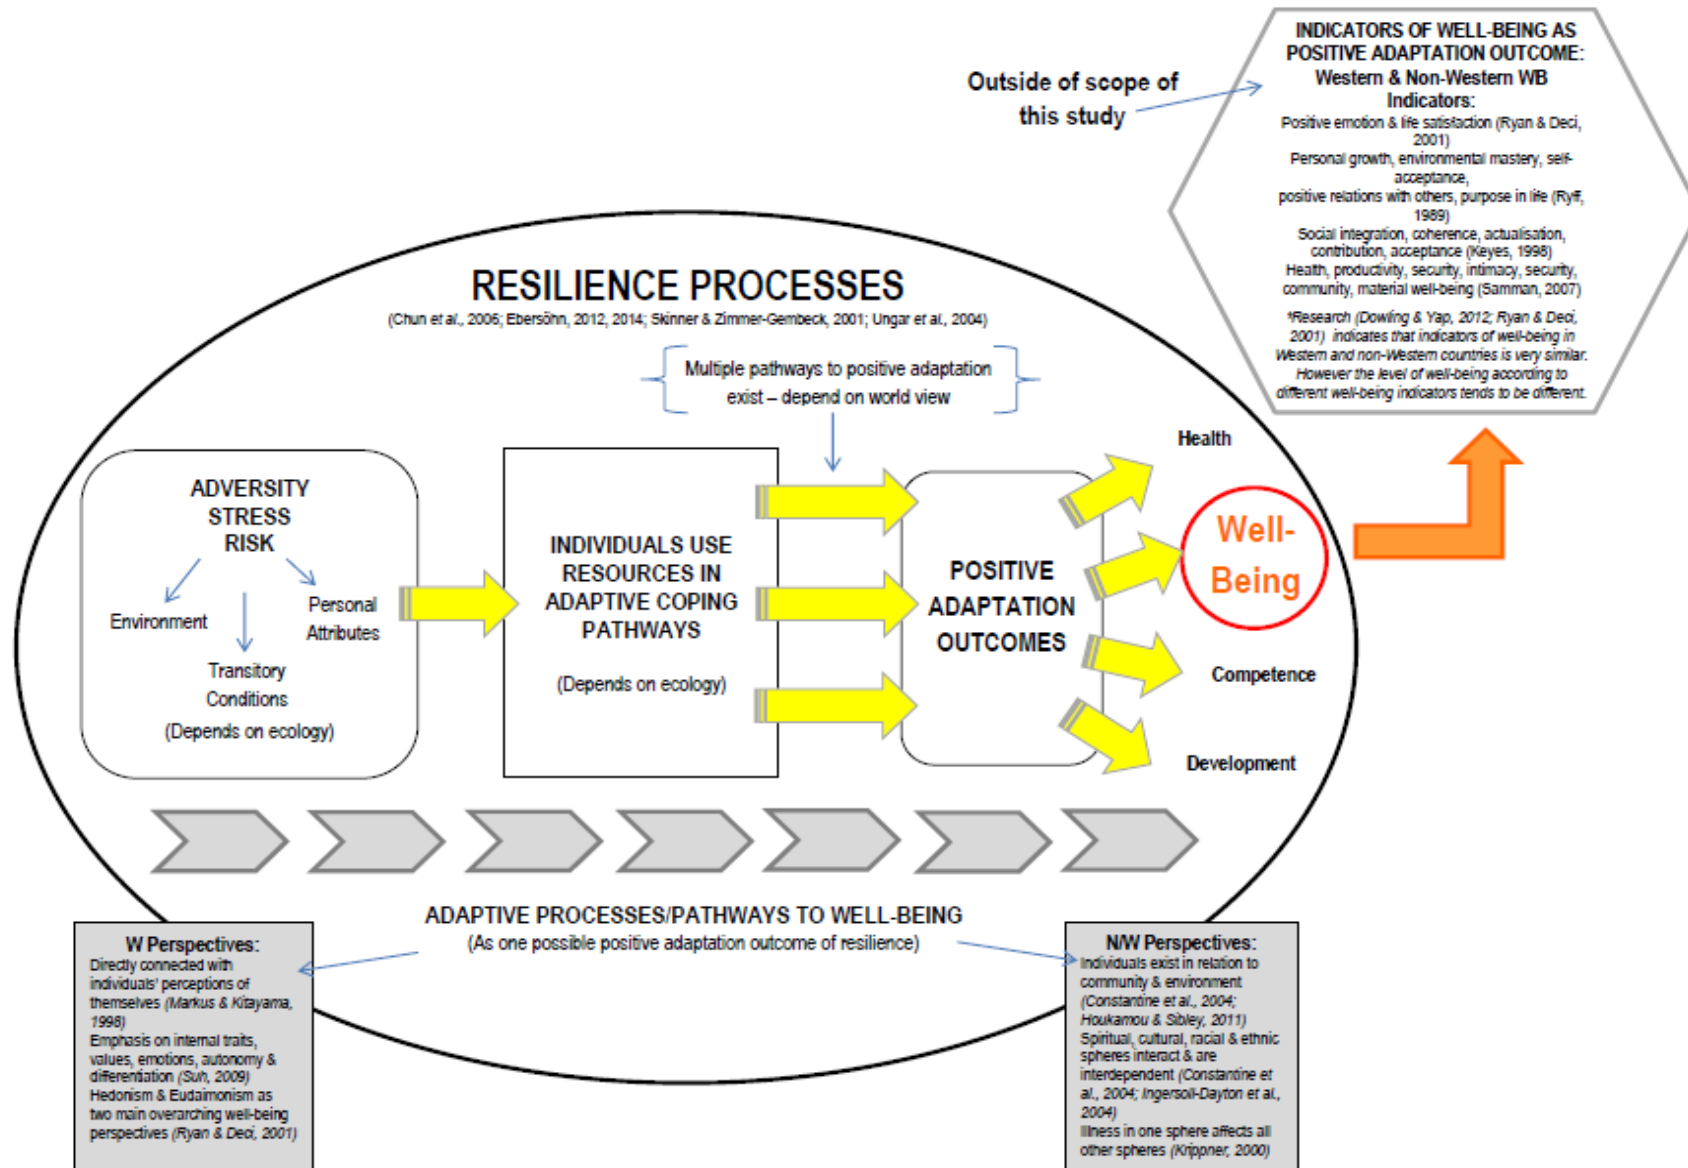 INDICATORS OF WELL-BEING AS
POSITIVE ADAPTATION OUTCOME:
Western & Non-Western WB
Indicators:
Positive emotion & life satisfaction (Ryan & Deci,
2001)
Personal growth, environmental mastery, self-
acceptance,
positive relations with others, purpose in life (Ryff,
1989)
Social integration, coherence, actualisation,
contribution, acceptance (Keyes, 1998)
Health, productivity, security, intimacy, security,
community, material well-being (Samman, 2007)
*Research (Dowling & Yap, 2012; Ryan & Deci,
2001) indicates that indicators of well-being in
Western and non-Western countries is very similar.
However the level of well-being according to
different well-being indicators tends to be different.
Outside of scope of
this study
RESILIENCE PROCESSES
(Chun et al., 2006; Ebersöhn, 2012, 2014; Skinner & Zimmer-Gembeck, 2001; Ungar et al., 2004)
Multiple pathways to positive adaptation
exist – depend on world view
ADVERSITY
STRESS
RISK
Environment
Personal
Attributes
Transitory
Conditions
(Depends on ecology)
INDIVIDUALS USE
RESOURCES IN
ADAPTIVE COPING
PATHWAYS
(Depends on ecology)
POSITIVE
ADAPTATION
OUTCOMES
Health
Well-
Being
Competence
Development
ADAPTIVE PROCESSES/PATHWAYS TO WELL-BEING
(As one possible positive adaptation outcome of resilience)
W Perspectives:
Directly connected with
individuals' perceptions of
themselves (Markus & Kitayama,
1998)
Emphasis on internal traits,
values, emotions, autonomy &
differentiation (Suh, 2009)
Hedonism & Eudaimonism as
two main overarching well-being
perspectives (Ryan & Deci, 2001)
N/W Perspectives:
Individuals exist in relation to
community & environment
(Constantine et al., 2004;
Houkamou & Sibley, 2011)
Spiritual, cultural, racial & ethnic
spheres interact & are
interdependent (Constantine et
al., 2004; Ingersoll-Dayton et al.,
2004)
Illness in one sphere affects all
other spheres (Krippner, 2000)